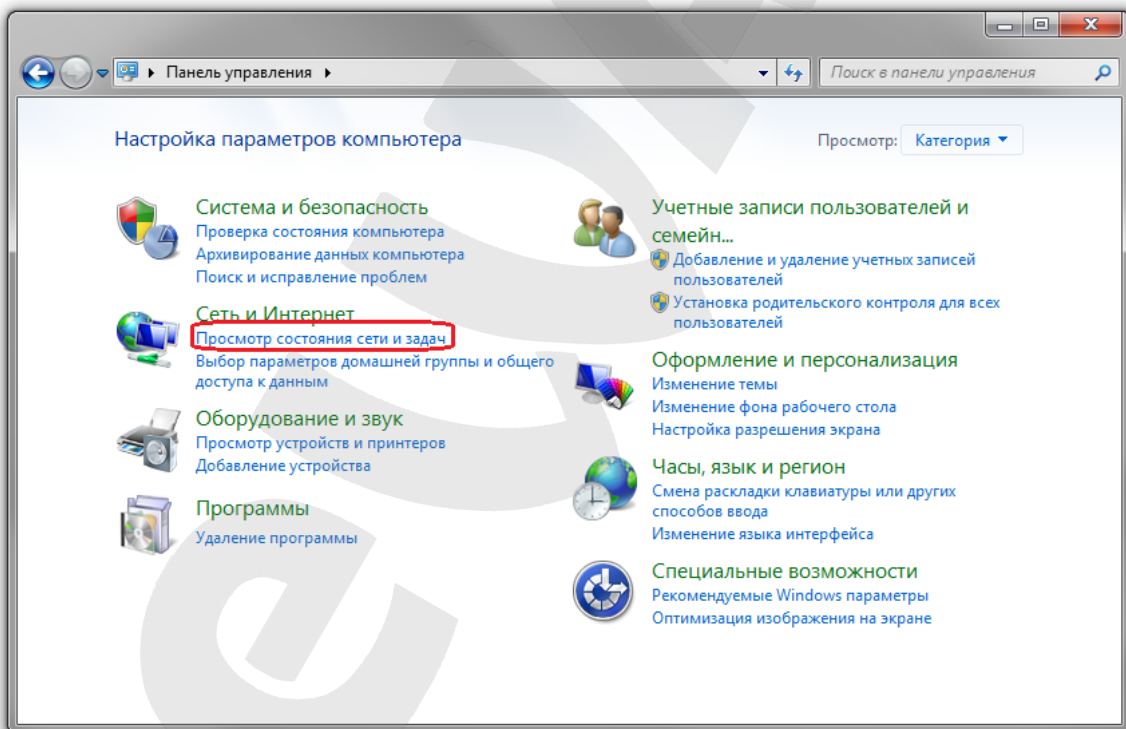 Панель управления
Поиск в панели управления
Настройка параметров компьютера
Просмотр: Категория
Система и безопасность
Проверка состояния компьютера
Архивирование данных компьютера
Поиск и исправление проблем
Сеть и Интернет
Просмотр состояния сети и задач
Выбор параметров домашней группы и общего
доступа к данным
Оборудование и звук
Просмотр устройств и принтеров
Добавление устройства
Программы
Удаление программы
Учетные записи пользователей и
семейн...
Добавление и удаление учетных записей
пользователей
Установка родительского контроля для всех
пользователей
Оформление и персонализация
Изменение темы
Изменение фона рабочего стола
Настройка разрешения экрана
Часы, язык и регион
Смена раскладки клавиатуры или других
способов ввода
Изменение языка интерфейса
Специальные возможности
Рекомендуемые Windows параметры
Оптимизация изображения на экране